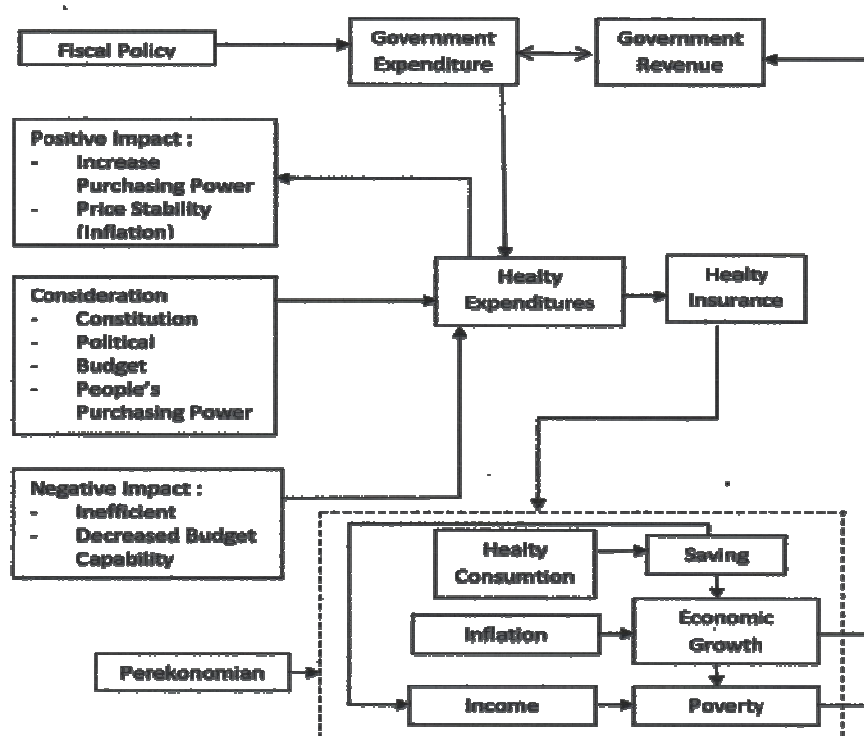 Fiscal Policy
Government
Expenditure
Government
Revenue
Positive Impact :
- Increase
Purchasing Power
- Price Stability
(Inflation)
Healty
Expenditures
Healty
Insurance
Consideration
- Constitution
- Political
- Budget
- People's
Purchasing Power
Negative Impact :
- Inefficient
- Decreased Budget
Capability
Healty
Consumtion
Saving
Inflation
Economic
Growth
Perekonomian
Income
Poverty